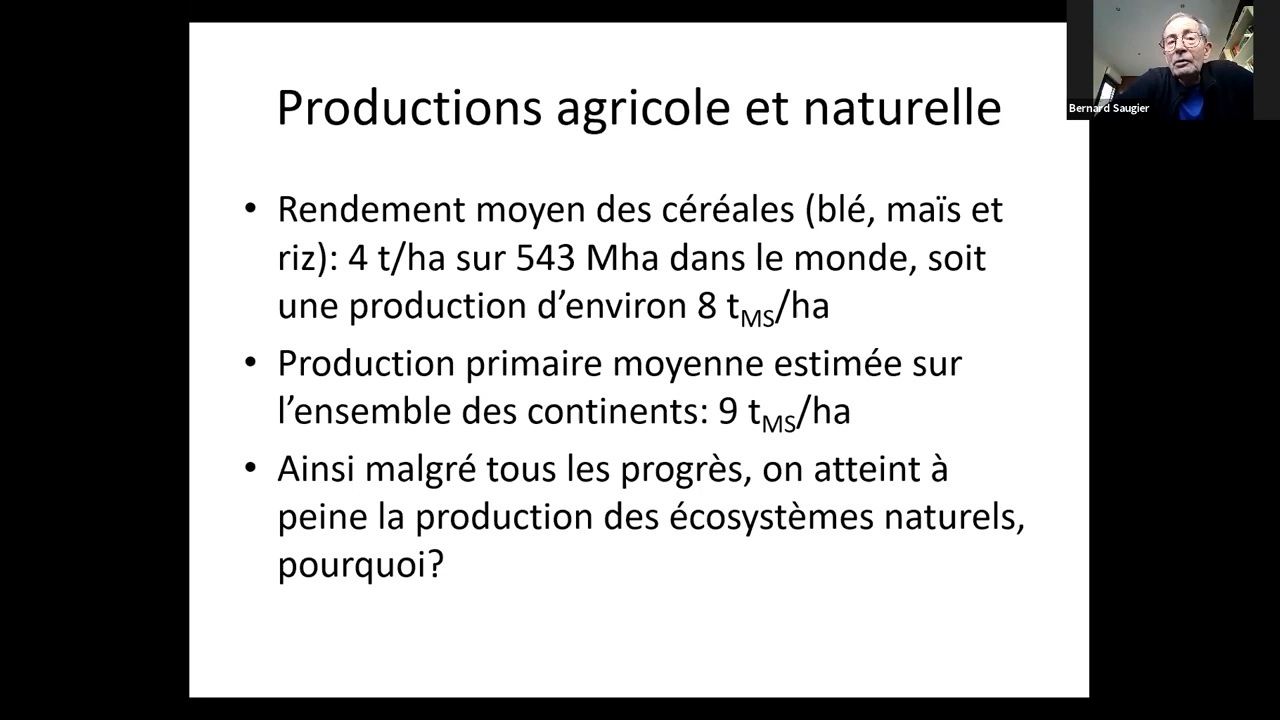 Productions agricole et naturelle
• Rendement moyen des céréales (blé, maïs et
riz): 4 t/ha sur 543 Mha dans le monde, soit
une production d’environ 8 tMS/ha
• Production primaire moyenne estimée sur
l’ensemble des continents: 9 tMS/ha
• Ainsi malgré tous les progrès, on atteint à
peine la production des écosystèmes naturels,
pourquoi?
Bernard Saugier